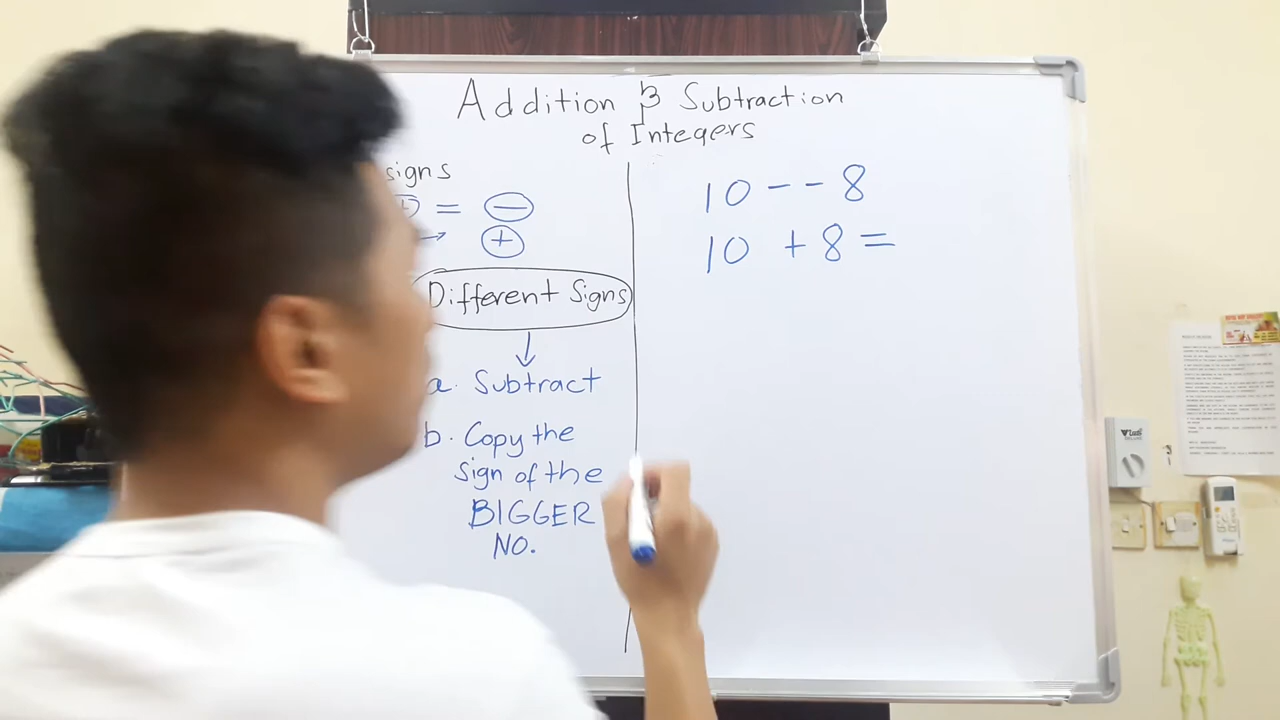 Addition & Subtraction
of Integers
signs
+ = −
→ +
Different Signs
a. Subtract
b. Copy the
sign of the
BIGGER
NO.
10 − − 8
10 + 8 =